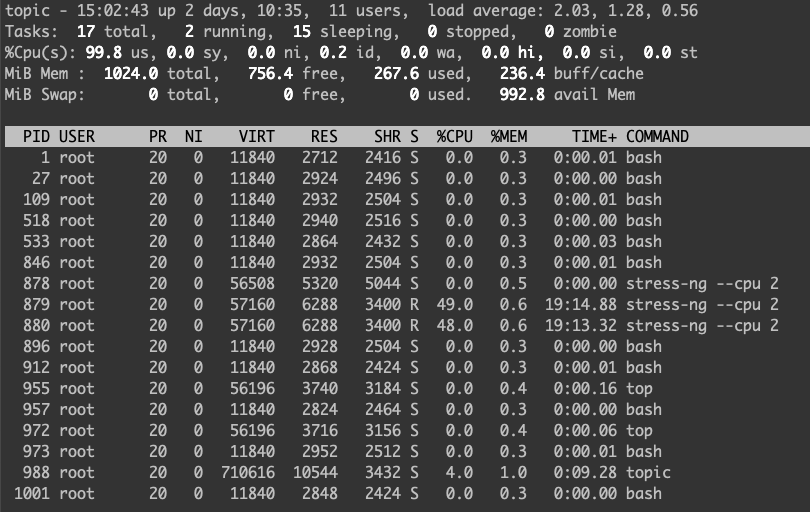 topic - 15:02:43 up 2 days, 10:35,  11 users,  load average: 2.03, 1.28, 0.56
Tasks:  17 total,   2 running,  15 sleeping,   0 stopped,   0 zombie
%Cpu(s): 99.8 us, 0.0 sy,  0.0 ni, 0.2 id,  0.0 wa,  0.0 hi,  0.0 si,  0.0 st
MiB Mem :  1024.0 total,   756.4 free,   267.6 used,   236.4 buff/cache
MiB Swap:       0 total,       0 free,       0 used.   992.8 avail Mem
PID USER      PR  NI    VIRT    RES    SHR S  %CPU  %MEM     TIME+ COMMAND
1 root      20   0   11840   2712   2416 S   0.0   0.3   0:00.01 bash
27 root      20   0   11840   2924   2496 S   0.0   0.3   0:00.00 bash
109 root      20   0   11840   2932   2504 S   0.0   0.3   0:00.01 bash
518 root      20   0   11840   2940   2516 S   0.0   0.3   0:00.00 bash
533 root      20   0   11840   2864   2432 S   0.0   0.3   0:00.03 bash
846 root      20   0   11840   2932   2504 S   0.0   0.3   0:00.01 bash
878 root      20   0   56508   5320   5044 S   0.0   0.5   0:00.00 stress-ng --cpu 2
879 root      20   0   57160   6288   3400 R  49.0   0.6  19:14.88 stress-ng --cpu 2
880 root      20   0   57160   6288   3400 R  48.0   0.6  19:13.32 stress-ng --cpu 2
896 root      20   0   11840   2928   2504 S   0.0   0.3   0:00.00 bash
912 root      20   0   11840   2868   2424 S   0.0   0.3   0:00.01 bash
955 root      20   0   56196   3740   3184 S   0.0   0.4   0:00.16 top
957 root      20   0   11840   2824   2464 S   0.0   0.3   0:00.00 bash
972 root      20   0   56196   3716   3156 S   0.0   0.4   0:00.06 top
973 root      20   0   11840   2952   2512 S   0.0   0.3   0:00.01 bash
988 root      20   0  710616  10544   3432 S   4.0   1.0   0:09.28 topic
1001 root      20   0   11840   2848   2424 S   0.0   0.3   0:00.00 bash